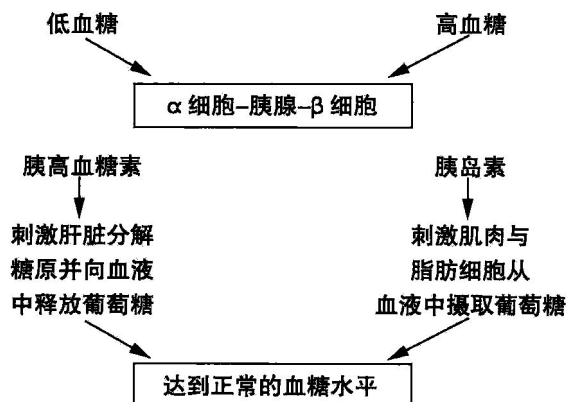 低血糖
高血糖
α细胞–胰腺–β细胞
胰高血糖素
胰岛素
刺激肝脏分解
糖原并向血液
中释放葡萄糖
刺激肌肉与
脂肪细胞从
血液中摄取葡萄糖
达到正常的血糖水平